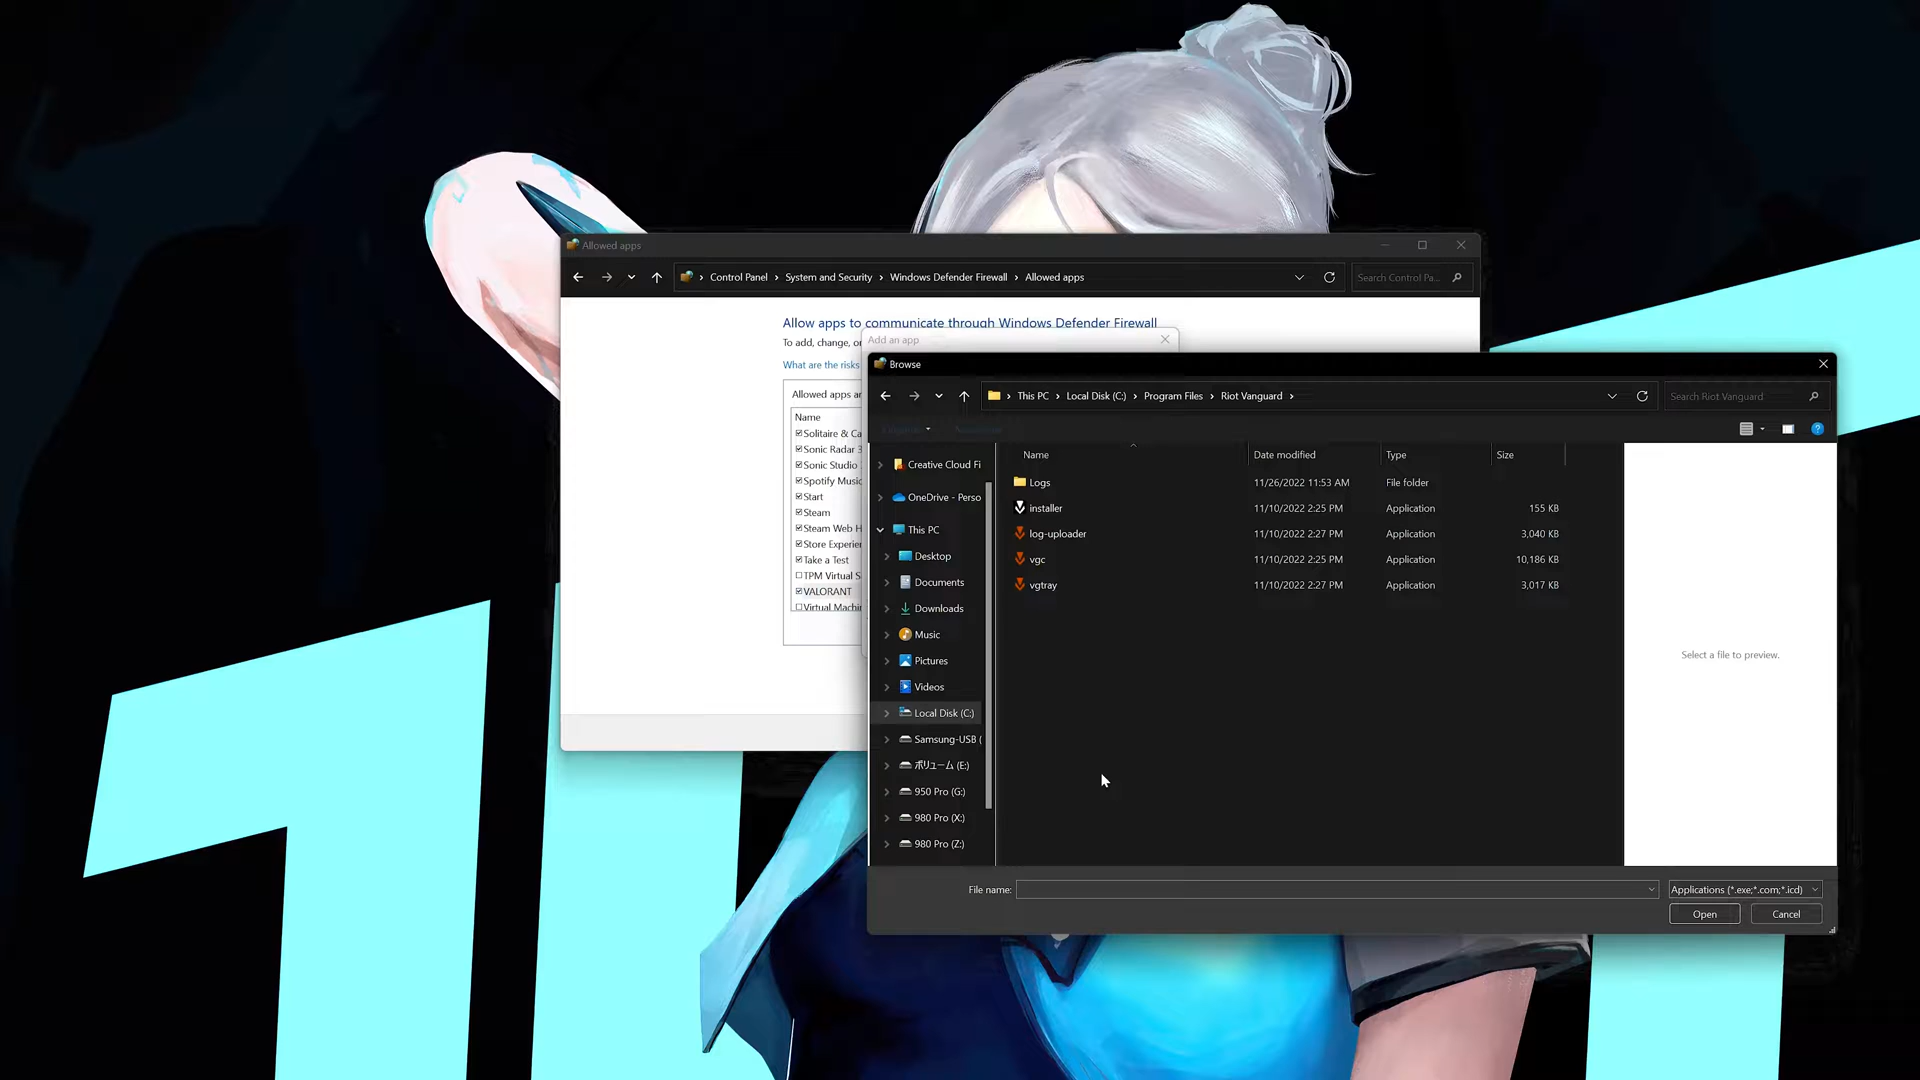 Allowed apps
Control Panel > System and Security > Windows Defender Firewall > Allowed apps
Search Control Pa...
Allow apps to communicate through Windows Defender Firewall
To add, change, or
What are the risks
Allowed apps an
Name
Solitaire & Ca
Sonic Radar 3
Sonic Studio
Spotify Music
Start
Steam
Steam Web H
Store Experien
Take a Test
TPM Virtual S
VALORANT
Virtual Machin
Add an app
Browse
This PC > Local Disk (C:) > Program Files > Riot Vanguard >
Search Riot Vanguard
Creative Cloud Fi
OneDrive - Perso
This PC
Desktop
Documents
Downloads
Music
Pictures
Videos
Local Disk (C:)
Samsung-USB (
ボリューム (E:)
950 Pro (G:)
980 Pro (X:)
980 Pro (Z:)
Name Date modified Type Size
Logs 11/26/2022 11:53 AM File folder
installer 11/10/2022 2:25 PM Application 155 KB
log-uploader 11/10/2022 2:27 PM Application 3,040 KB
vgc 11/10/2022 2:25 PM Application 10,186 KB
vgtray 11/10/2022 2:27 PM Application 3,017 KB
Select a file to preview.
File name:
Applications (*.exe;*.com;*.icd)
Open Cancel